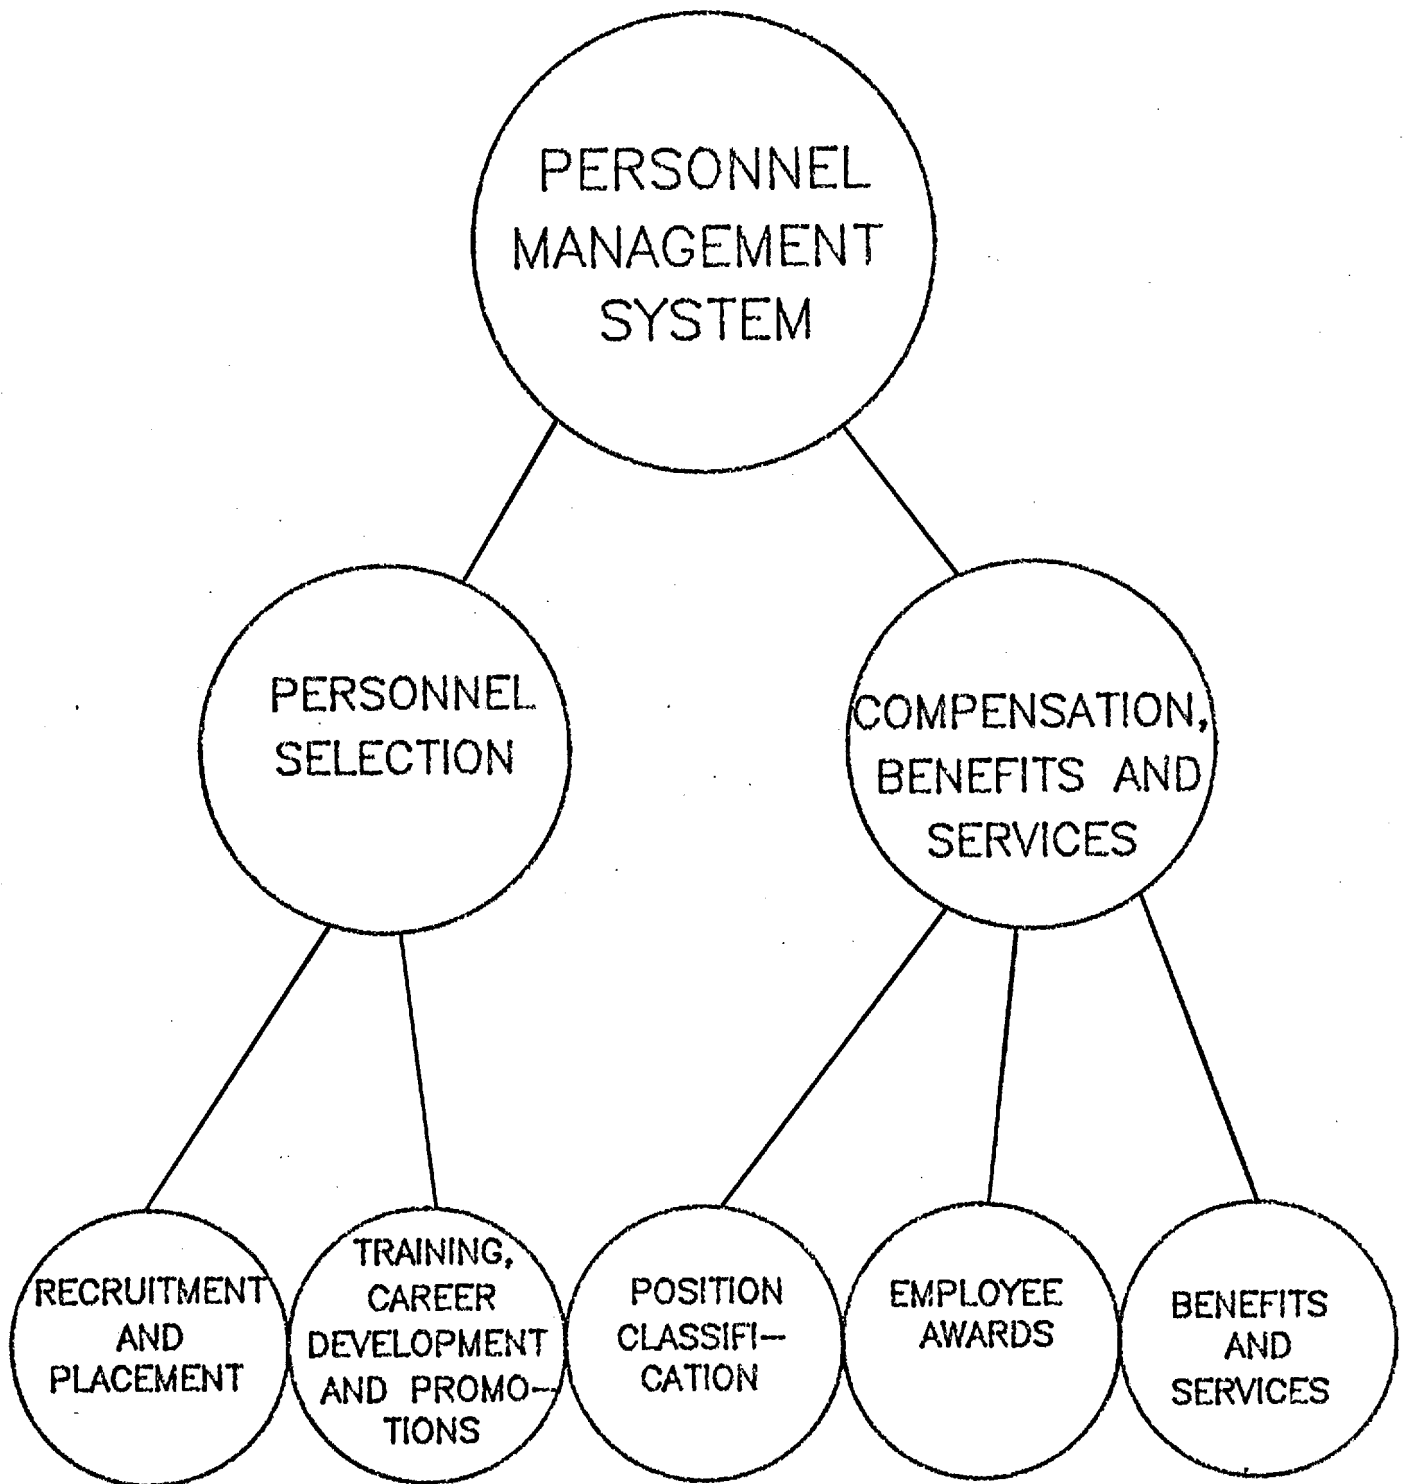 PERSONNEL
MANAGEMENT
SYSTEM
PERSONNEL
SELECTION
COMPENSATION,
BENEFITS AND
SERVICES
RECRUITMENT
AND
PLACEMENT
TRAINING,
CAREER
DEVELOPMENT
AND PROMO-
TIONS
POSITION
CLASSIFI-
CATION
EMPLOYEE
AWARDS
BENEFITS
AND
SERVICES